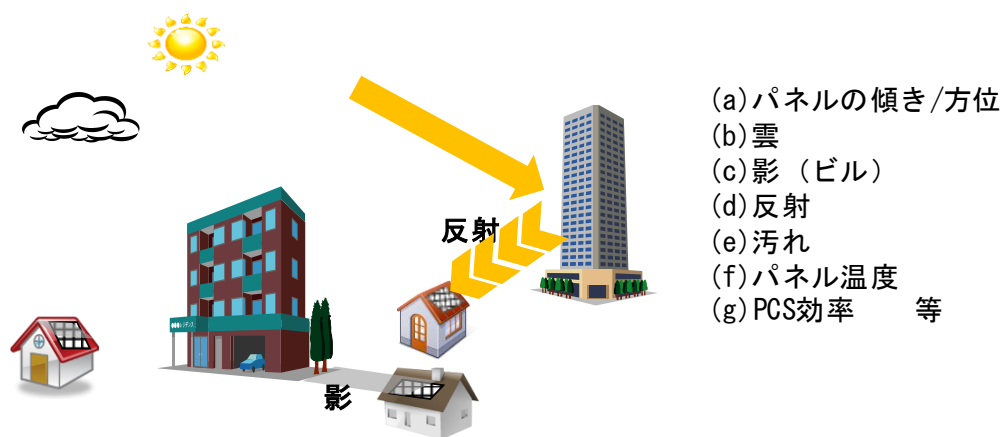 反射
影
(a)パネルの傾き/方位
(b)雲
(c)影（ビル）
(d)反射
(e)汚れ
(f)パネル温度
(g)PCS効率　　等